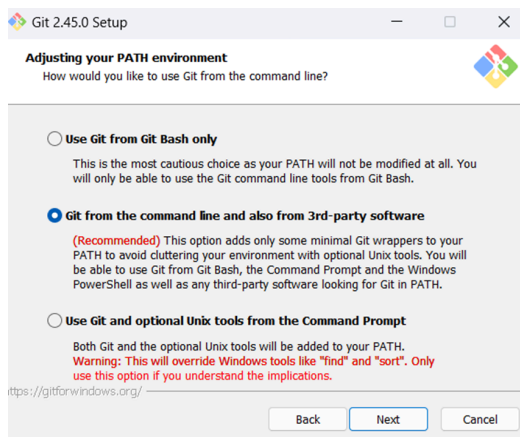 Git 2.45.0 Setup
Adjusting your PATH environment
How would you like to use Git from the command line?
Use Git from Git Bash only
This is the most cautious choice as your PATH will not be modified at all. You
will only be able to use the Git command line tools from Git Bash.
Git from the command line and also from 3rd-party software
(Recommended) This option adds only some minimal Git wrappers to your
PATH to avoid cluttering your environment with optional Unix tools. You will
be able to use Git from Git Bash, the Command Prompt and the Windows
PowerShell as well as any third-party software looking for Git in PATH.
Use Git and optional Unix tools from the Command Prompt
Both Git and the optional Unix tools will be added to your PATH.
Warning: This will override Windows tools like "find" and "sort". Only
use this option if you understand the implications.
ttps://gitforwindows.org/
Back Next Cancel